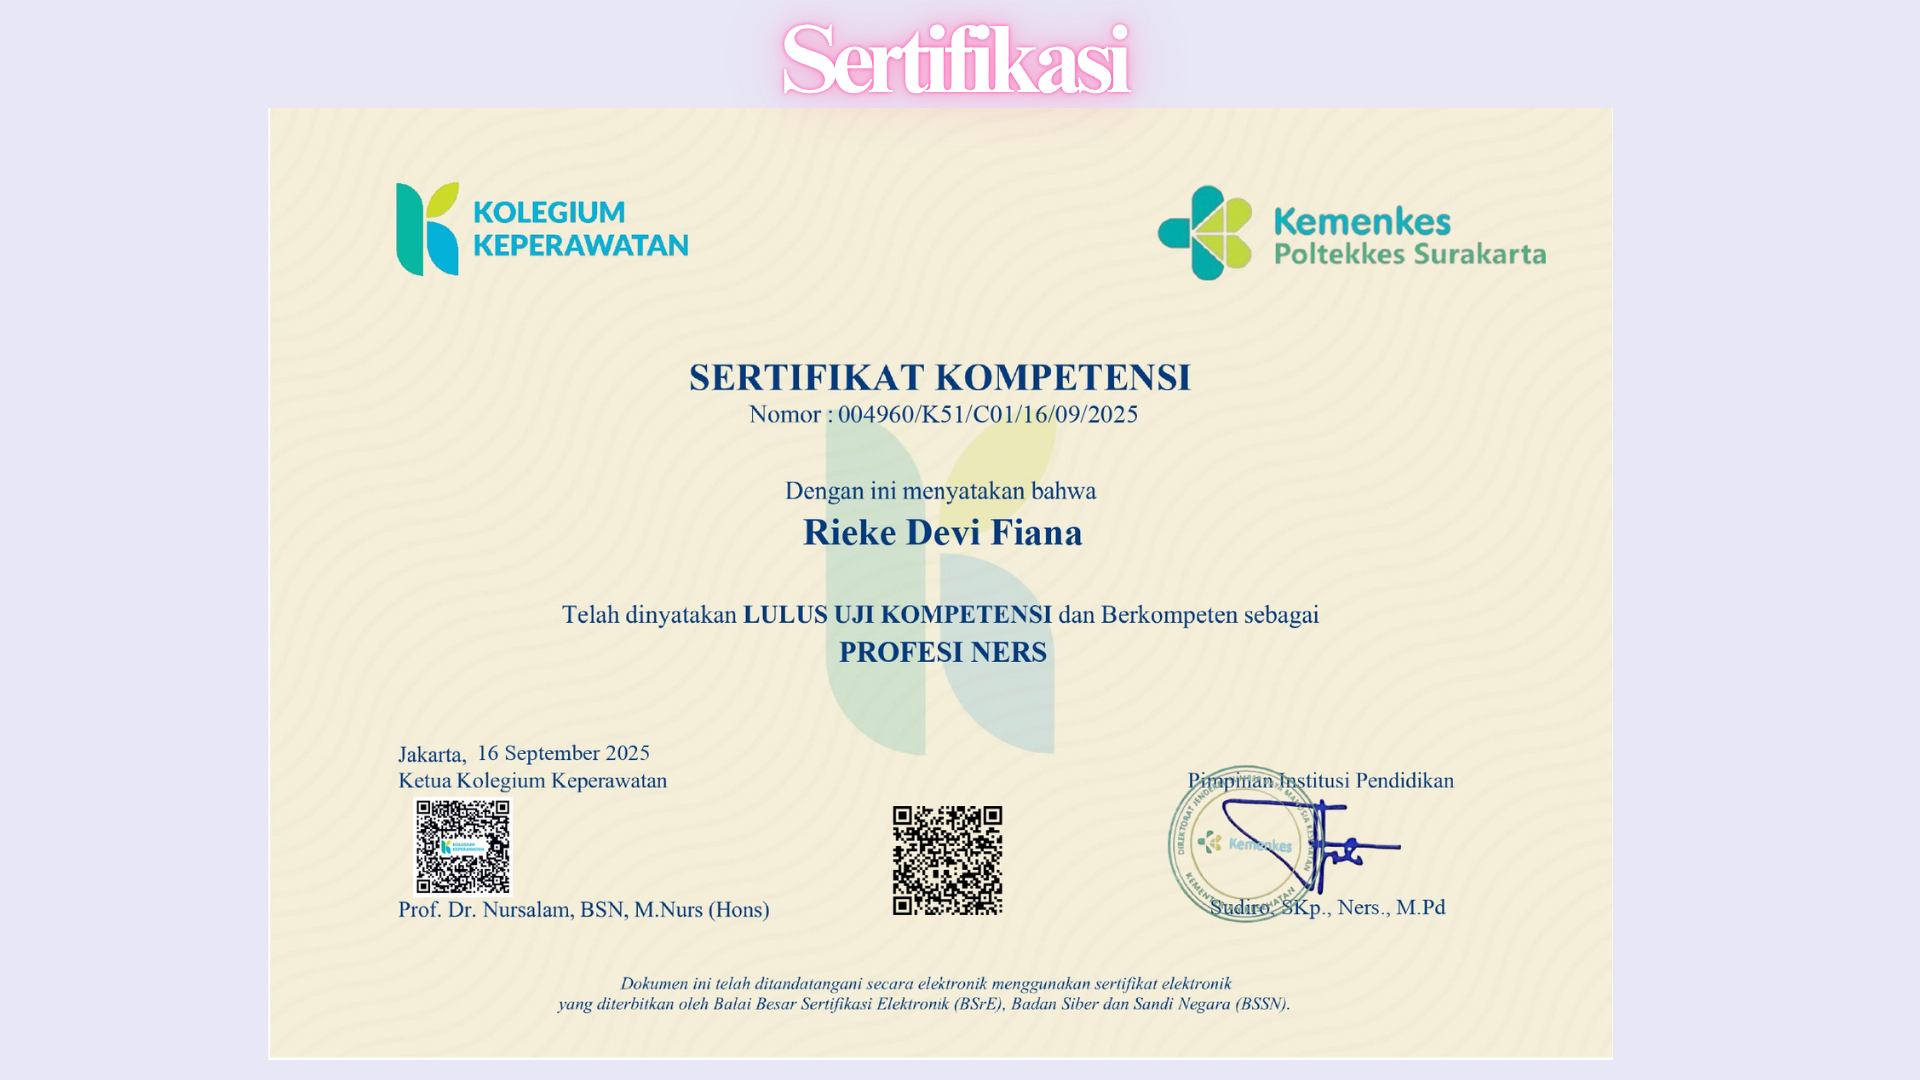 Sertifikasi
KOLEGIUM
KEPERAWATAN
Kemenkes
Poltekkes Surakarta
SERTIFIKAT KOMPETENSI
Nomor : 004960/K51/C01/16/09/2025
Dengan ini menyatakan bahwa
Rieke Devi Fiana
Telah dinyatakan LULUS UJI KOMPETENSI dan Berkompeten sebagai
PROFESI NERS
Jakarta, 16 September 2025
Ketua Kolegium Keperawatan
KOLEGIUM
KEPERAWATAN
Prof. Dr. Nursalam, BSN, M.Nurs (Hons)
Pimpinan Institusi Pendidikan
Kemenkes
KEMENTERIAN KESEHATAN
Sudiro, SKp., Ners., M.Pd
Dokumen ini telah ditandatangani secara elektronik menggunakan sertifikat elektronik
yang diterbitkan oleh Balai Besar Sertifikasi Elektronik (BSrE), Badan Siber dan Sandi Negara (BSSN).